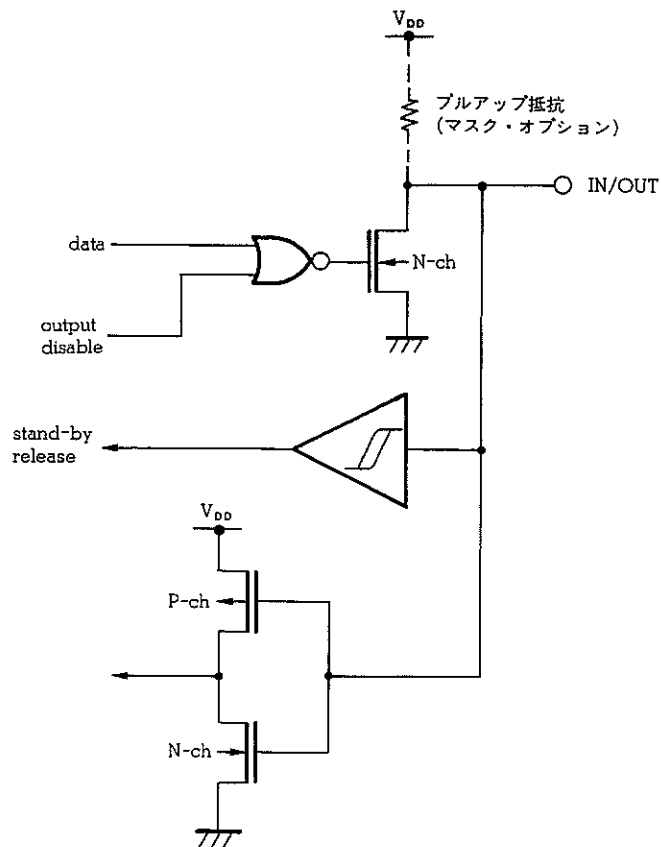 VDD
プルアップ抵抗
(マスク・オプション)
IN/OUT
data
N-ch
output
disable
stand-by
release
VDD
P-ch
N-ch